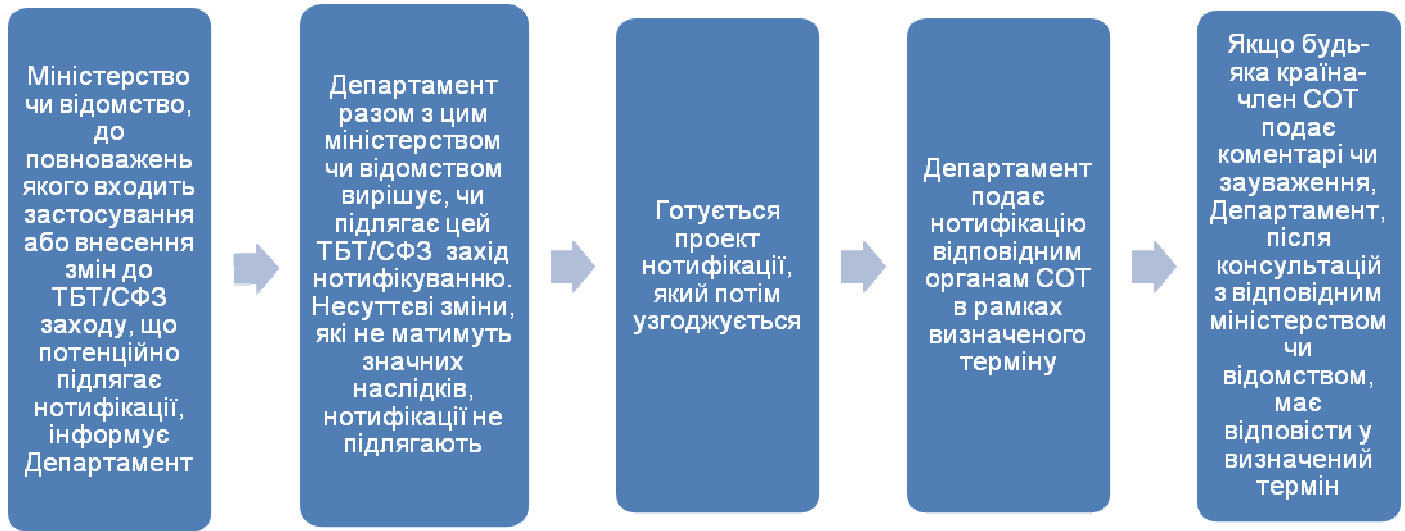 Міністерство
чи відомство,
до
повноважень
якого входить
застосування
або внесення
змін до
ТБТ/СФЗ
заходу, що
потенційно
підлягає
нотифікації,
інформує
Департамент
Департамент
разом з цим
міністерством
чи відомством
вирішує, чи
підлягає цей
ТБТ/СФЗ захід
нотифікуванню.
Несуттєві зміни,
які не матимуть
значних
наслідків,
нотифікації не
підлягають
Готується
проект
нотифікації,
який потім
узгоджується
Департамент
подає
нотифікацію
відповідним
органам СОТ
в рамках
визначеного
терміну
Якщо будь-
яка країна-
член СОТ
подає
коментарі чи
зауваження,
Департамент,
після
консультацій
з відповідним
міністерством
чи
відомством,
має
відповісти у
визначений
термін